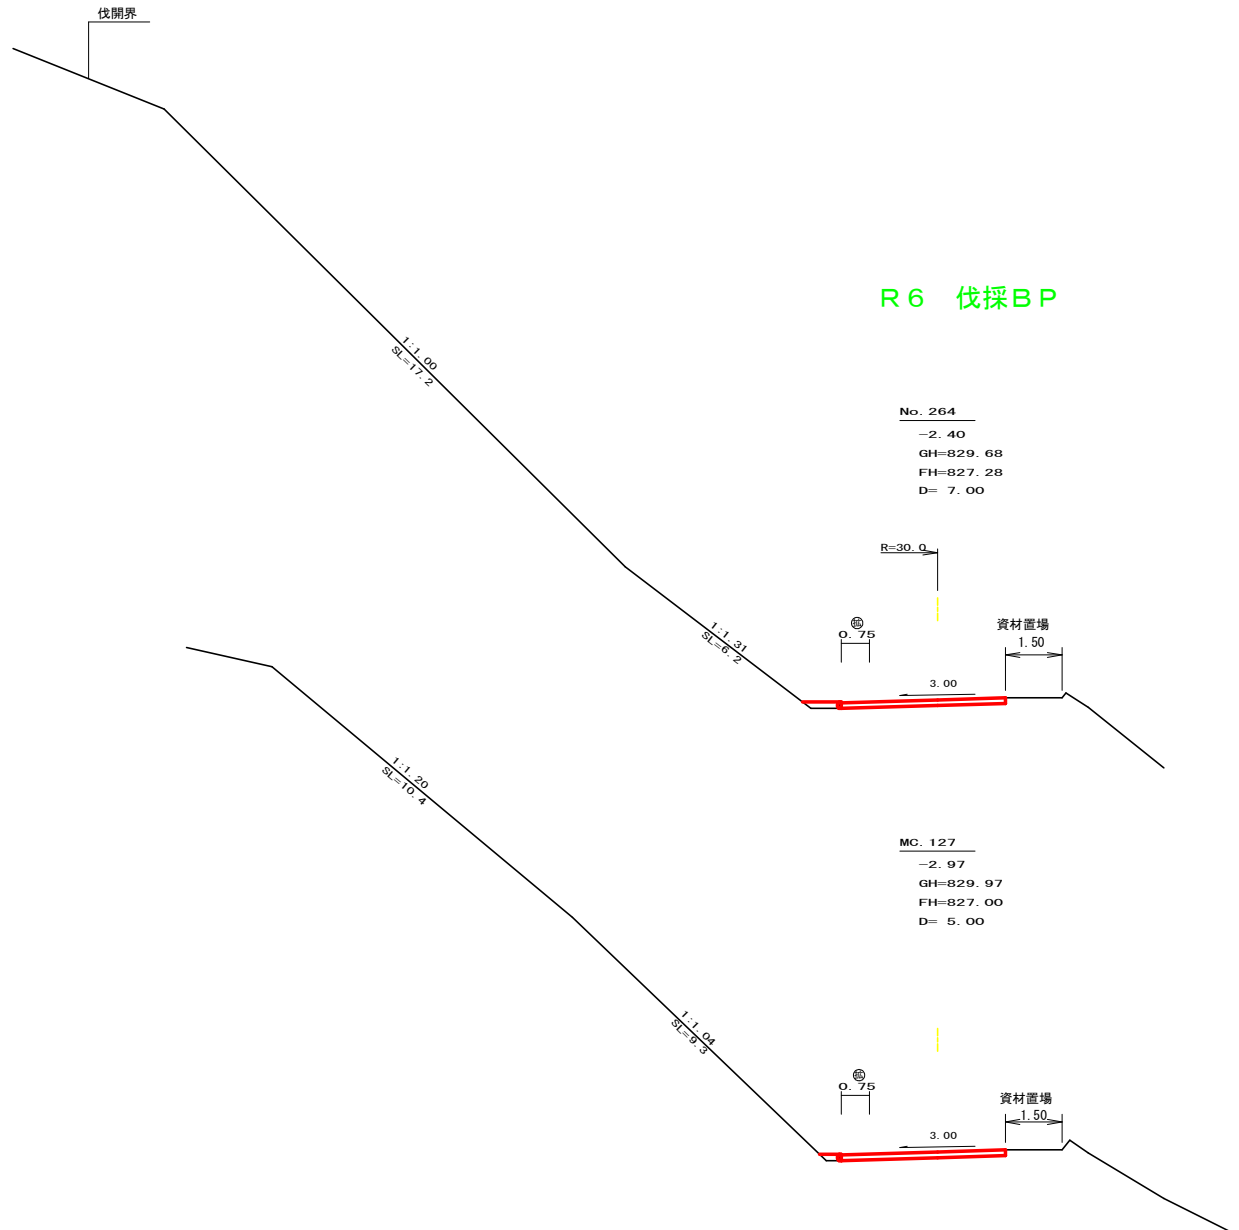 伐開界
R6 伐採BP
1:1.00
SL=17.2
No. 264
-2.40
GH=829.68
FH=827.28
D= 7.00
R=30.0
拡
0.75
資材置場
1.50
1:1.31
SL=6.2
3.00
1:1.20
SL=10.4
MC. 127
-2.97
GH=829.97
FH=827.00
D= 5.00
1:1.04
SL=9.3
拡
0.75
資材置場
1.50
3.00